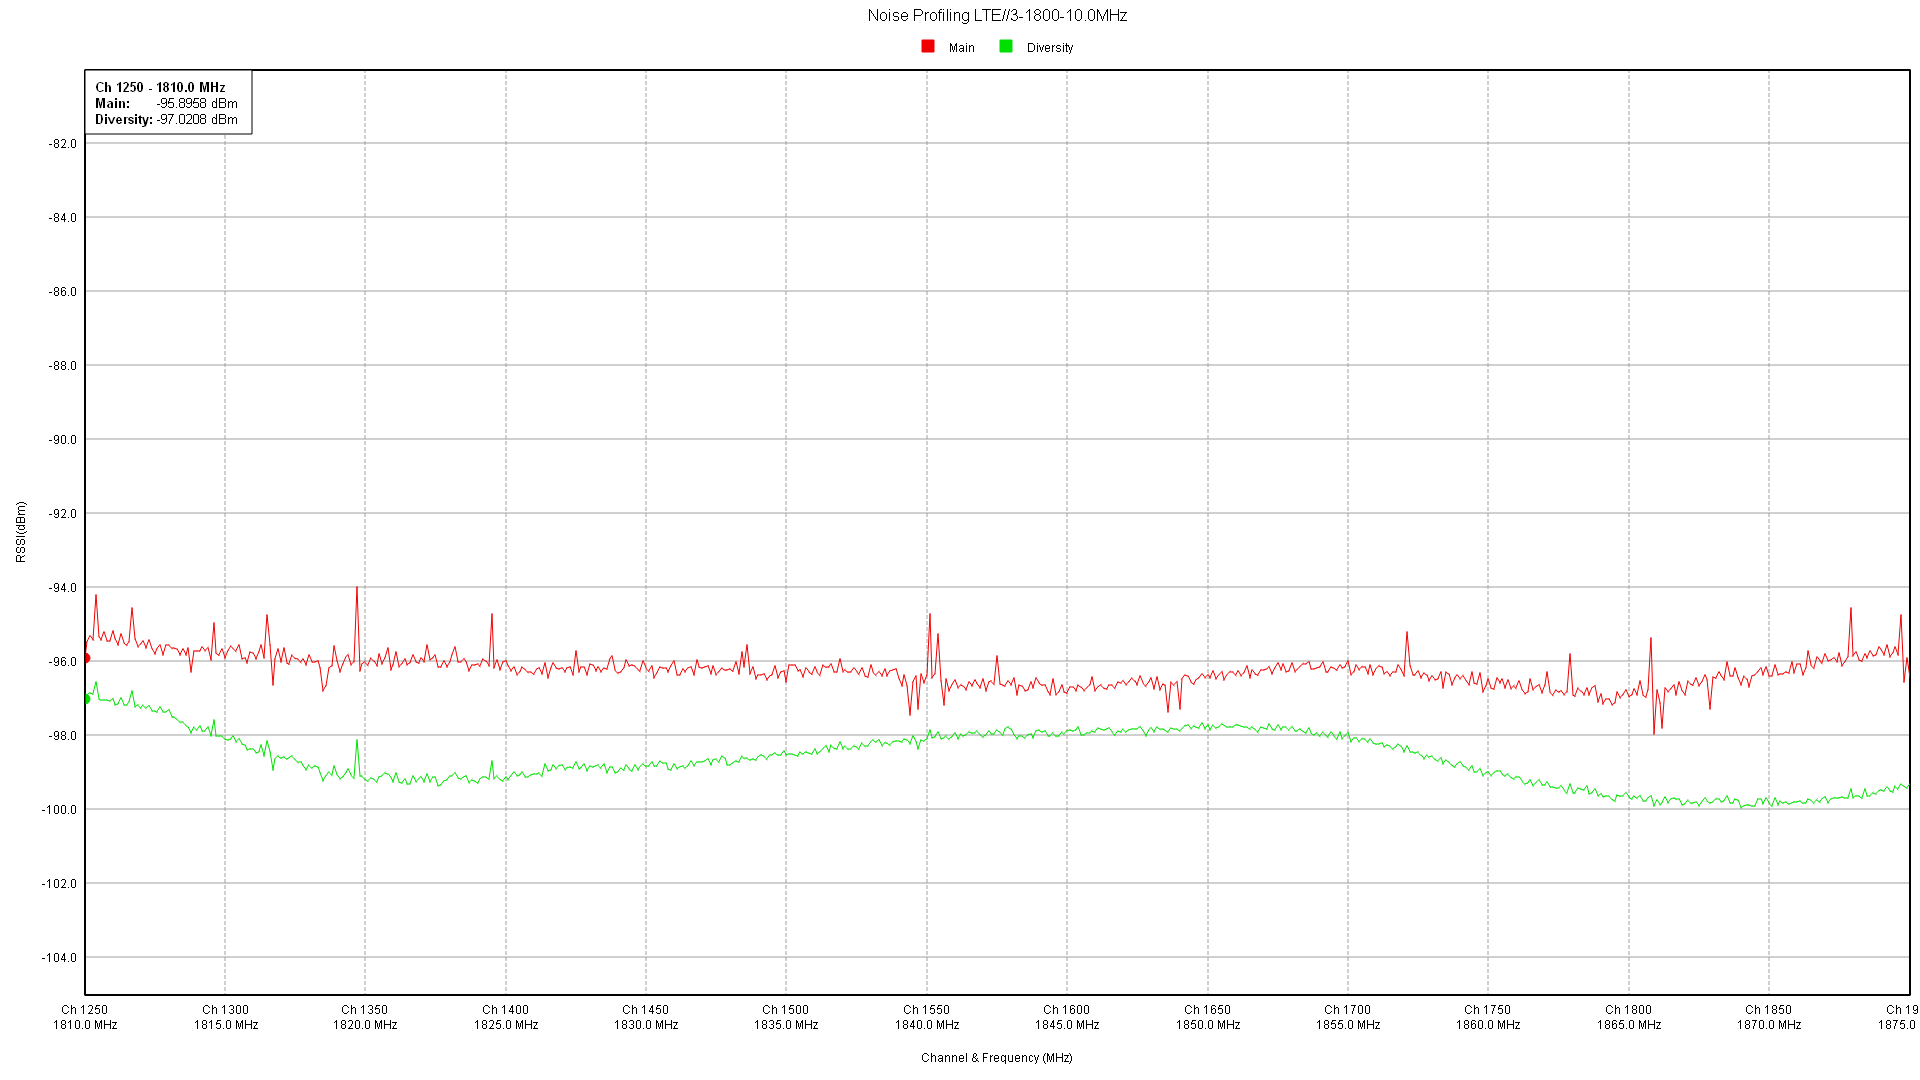 Noise Profiling LTE//3-1800-10.0MHz
Main Diversity
Ch 1250 - 1810.0 MHz
Main: -95.8958 dBm
Diversity: -97.0208 dBm
-82.0
-84.0
-86.0
-88.0
-90.0
-92.0
-94.0
-96.0
-98.0
-100.0
-102.0
-104.0
RSSI(dBm)
Ch 1250 Ch 1300 Ch 1350 Ch 1400 Ch 1450 Ch 1500 Ch 1550 Ch 1600 Ch 1650 Ch 1700 Ch 1750 Ch 1800 Ch 1850 Ch 19
1810.0 MHz 1815.0 MHz 1820.0 MHz 1825.0 MHz 1830.0 MHz 1835.0 MHz 1840.0 MHz 1845.0 MHz 1850.0 MHz 1855.0 MHz 1860.0 MHz 1865.0 MHz 1870.0 MHz 1875.0
Channel & Frequency (MHz)